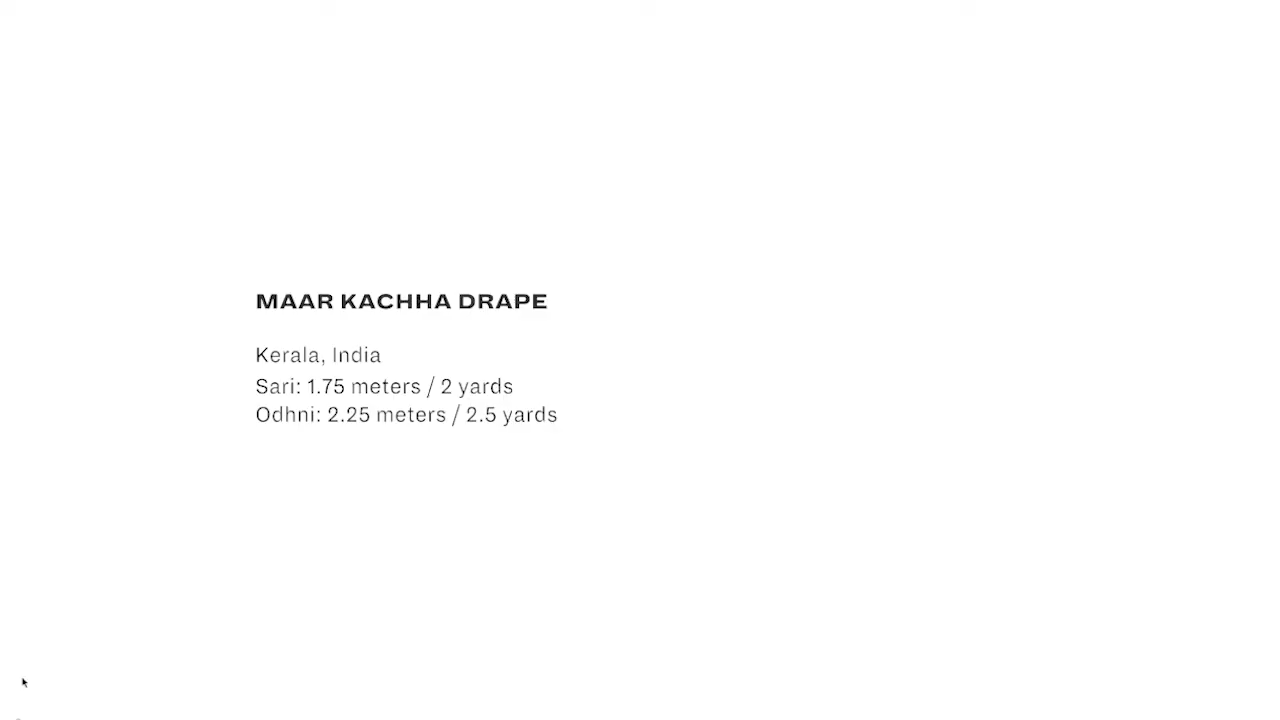 MAAR KACHHA DRAPE
Kerala, India
Sari: 1.75 meters / 2 yards
Odhni: 2.25 meters / 2.5 yards